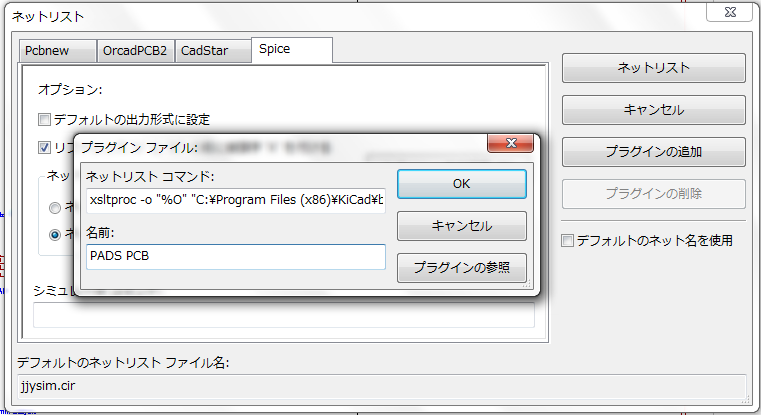 ネットリスト
Pcbnew
OrcadPCB2
CadStar
Spice
オプション:
デフォルトの出力形式に設定
リフ
ネッ
シミュ
プラグイン ファイル:
ネットリスト コマンド:
xsltproc -o "%O" "C:¥Program Files (x86)¥KiCad¥b
名前:
PADS PCB
OK
キャンセル
プラグインの参照
ネットリスト
キャンセル
プラグインの追加
プラグインの削除
デフォルトのネット名を使用
デフォルトのネットリスト ファイル名:
jjysim.cir